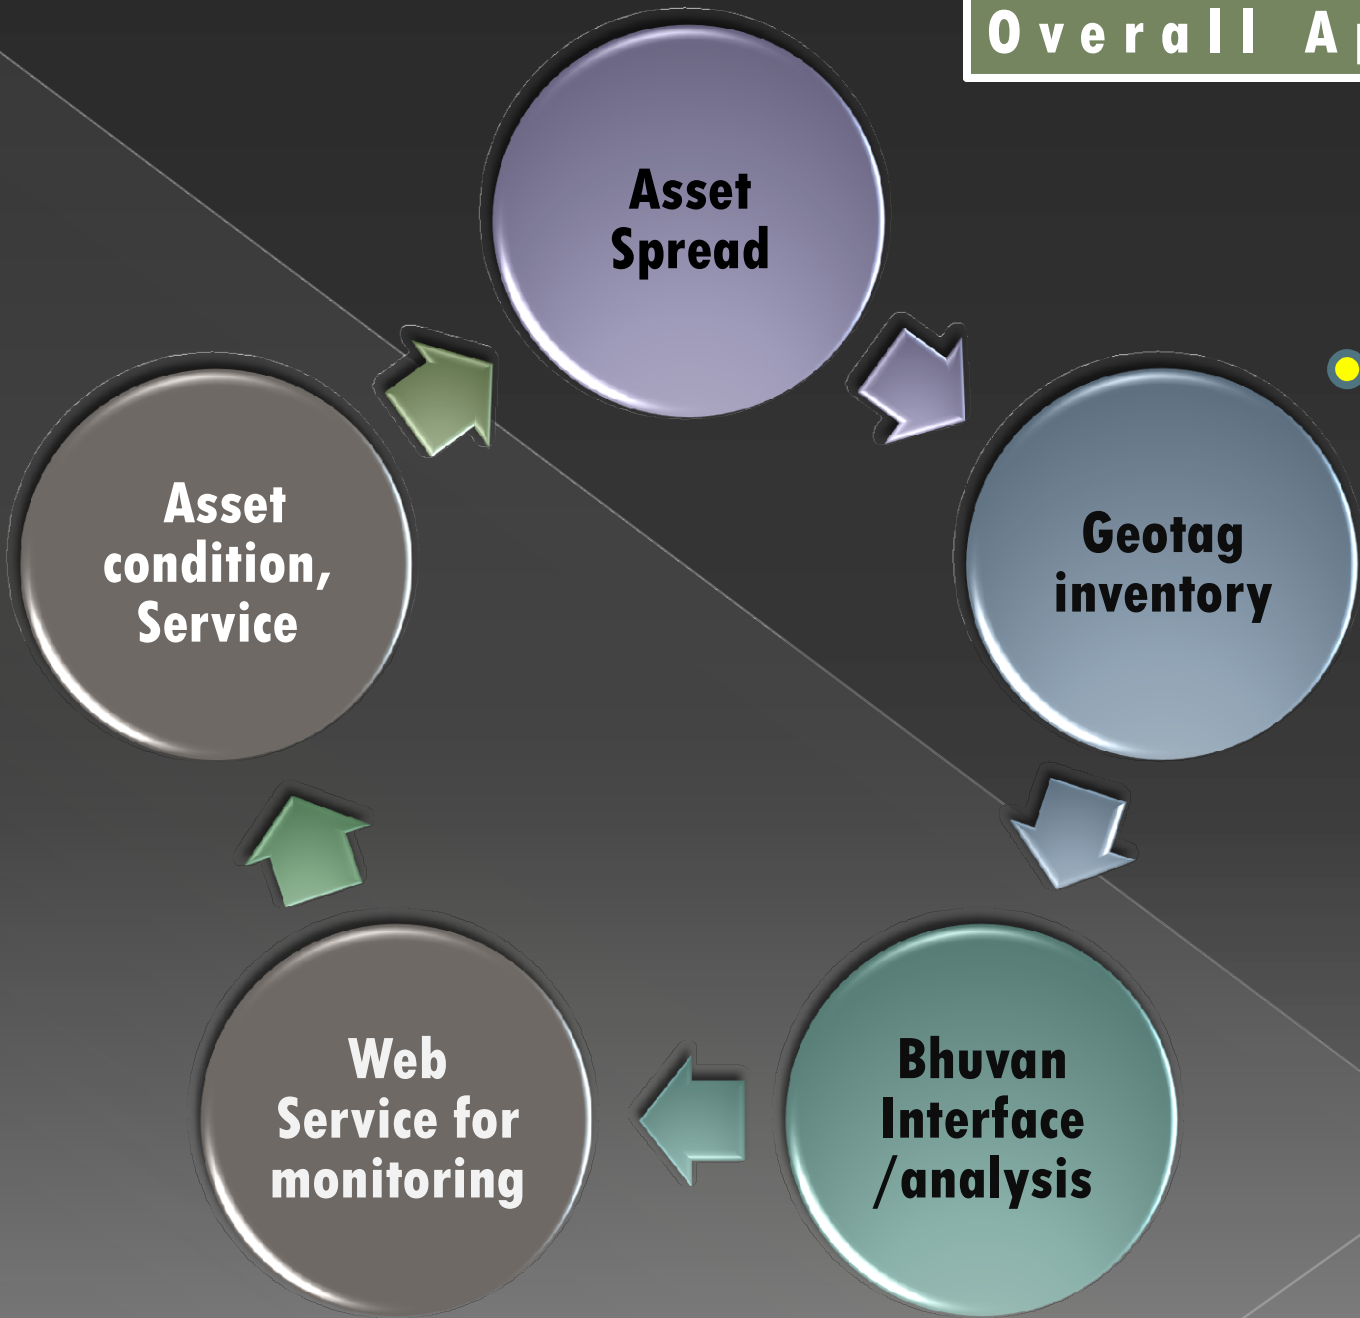 Overall
Asset
Spread
Geotag
inventory
Bhuvan
Interface
/analysis
Web
Service for
monitoring
Asset
condition,
Service